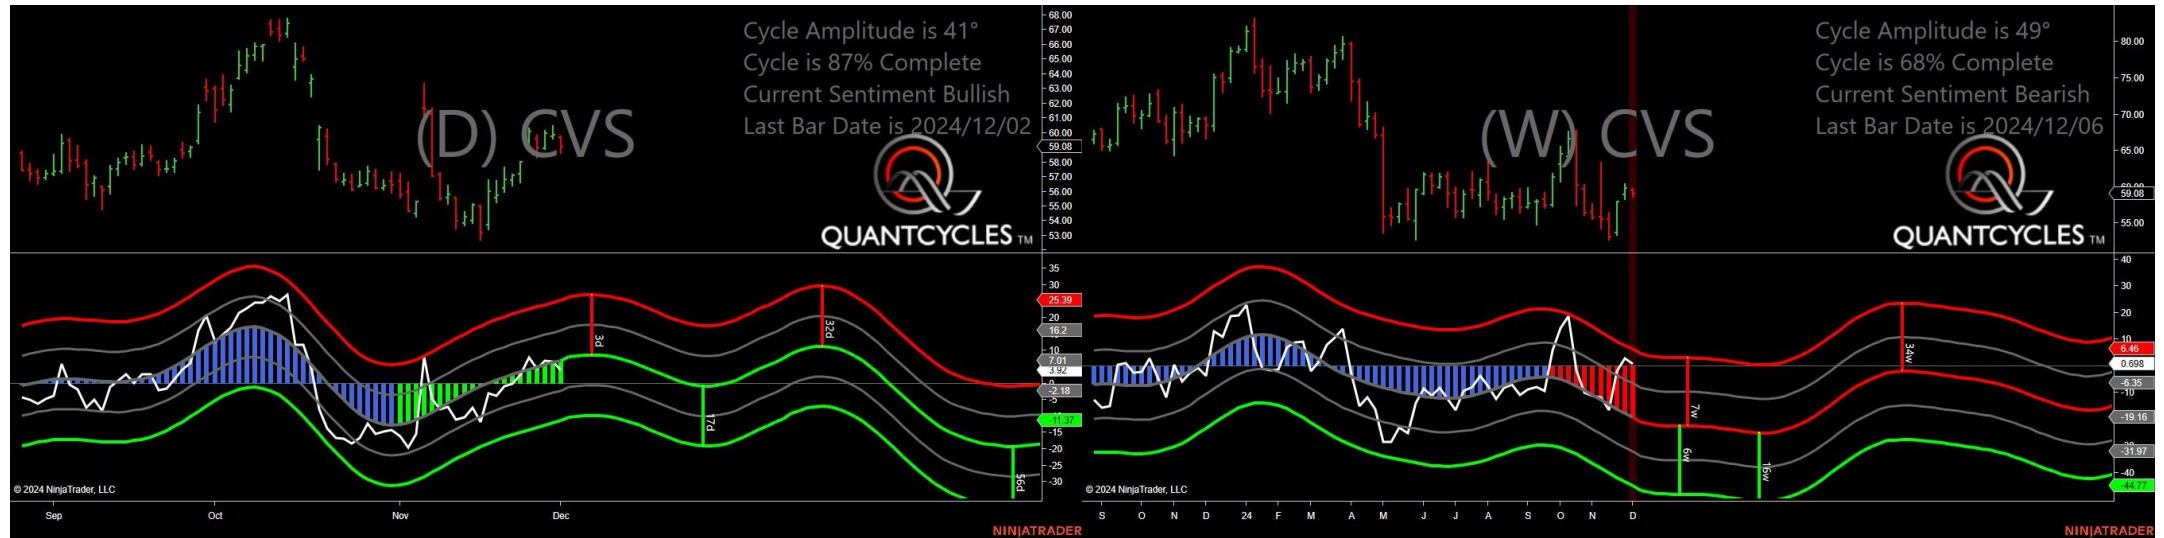 Cycle Amplitude is 41°
Cycle is 87% Complete
Current Sentiment Bullish
Last Bar Date is 2024/12/02
(D) CVS
QUANTCYCLES TM
68.00
67.00
66.00
65.00
64.00
63.00
62.00
61.00
60.00
59.08
58.00
57.00
56.00
55.00
54.00
53.00
35
30
25.39
20
16.2
10
7.01
3.92
-2.18
-11.37
-15
-20
-25
-30
3d
17d
32d
56d
© 2024 NinjaTrader, LLC
Sep Oct Nov Dec
NINJATRADER
Cycle Amplitude is 49°
Cycle is 68% Complete
Current Sentiment Bearish
Last Bar Date is 2024/12/06
(W) CVS
QUANTCYCLES TM
80.00
75.00
70.00
65.00
59.08
55.00
40
30
20
10
6.46
0.698
-6.35
-10
-19.16
-31.97
-40
-44.77
7w
6w
16w
34w
© 2024 NinjaTrader, LLC
S O N D 24 F M A M J J A S O N D
NINJATRADER